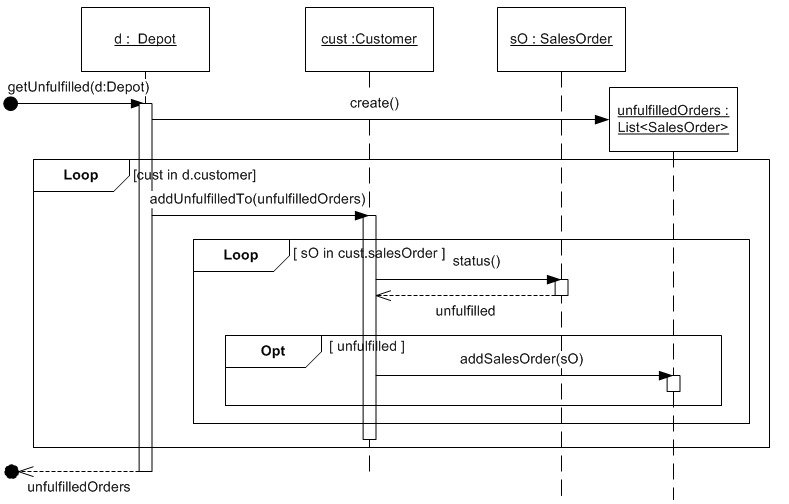 d : Depot
cust :Customer
sO : SalesOrder
getUnfulfilled(d:Depot)
create()
unfulfilledOrders :
List<SalesOrder>
Loop
[cust in d.customer]
addUnfulfilledTo(unfulfilledOrders)
Loop
[ sO in cust.salesOrder ]
status()
unfulfilled
Opt
[ unfulfilled ]
addSalesOrder(sO)
unfulfilledOrders